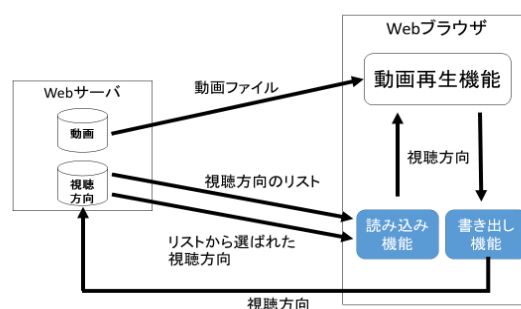 Webブラウザ
Webサーバ
動画ファイル
動画再生機能
動画
視聴
方向
視聴方向のリスト
視聴方向
リストから選ばれた
視聴方向
読み込み
機能
書き出し
機能
視聴方向